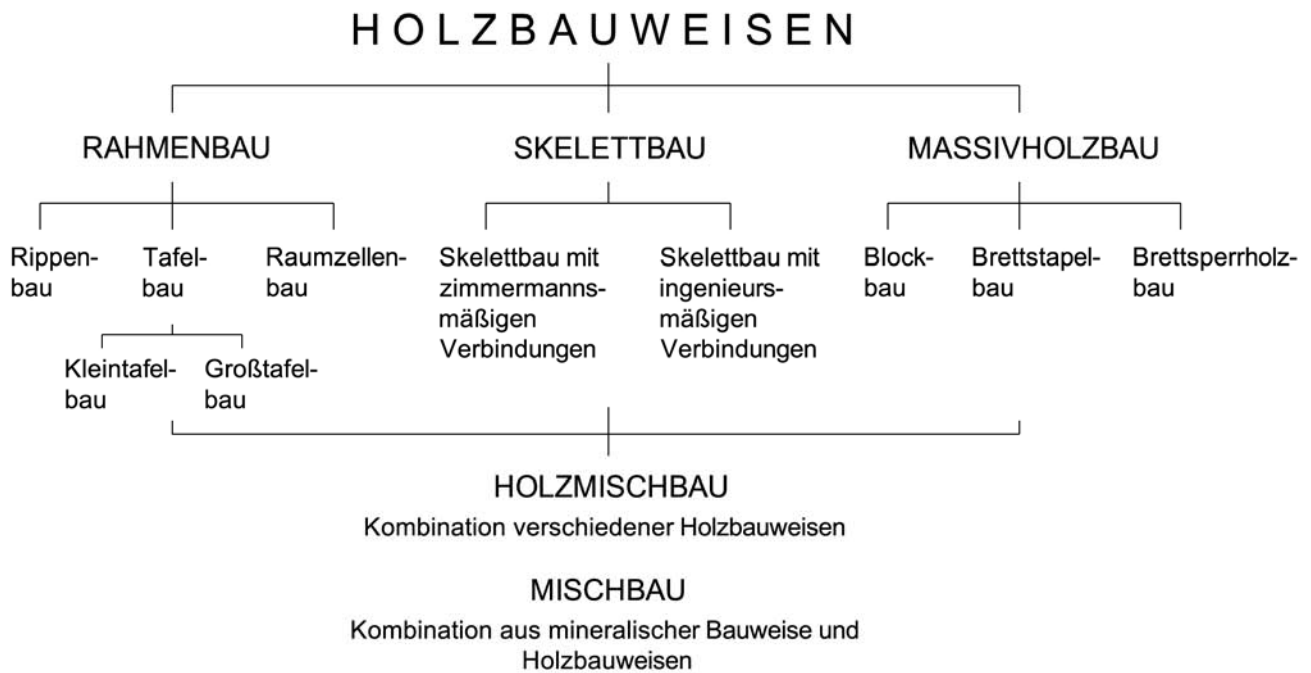 HOLZBAUWEISEN
RAHMENBAU
SKELETTBAU
MASSIVHOLZBAU
Rippen-
bau
Tafel-
bau
Raumzellen-
bau
Skelettbau mit
zimmermanns-
mäßigen
Verbindungen
Skelettbau mit
ingenieurs-
mäßigen
Verbindungen
Block-
bau
Brettstapel-
bau
Brettsperrholz-
bau
Kleintafel-
bau
Großtafel-
bau
HOLZMISCHBAU
Kombination verschiedener Holzbauweisen
MISCHBAU
Kombination aus mineralischer Bauweise und
Holzbauweisen